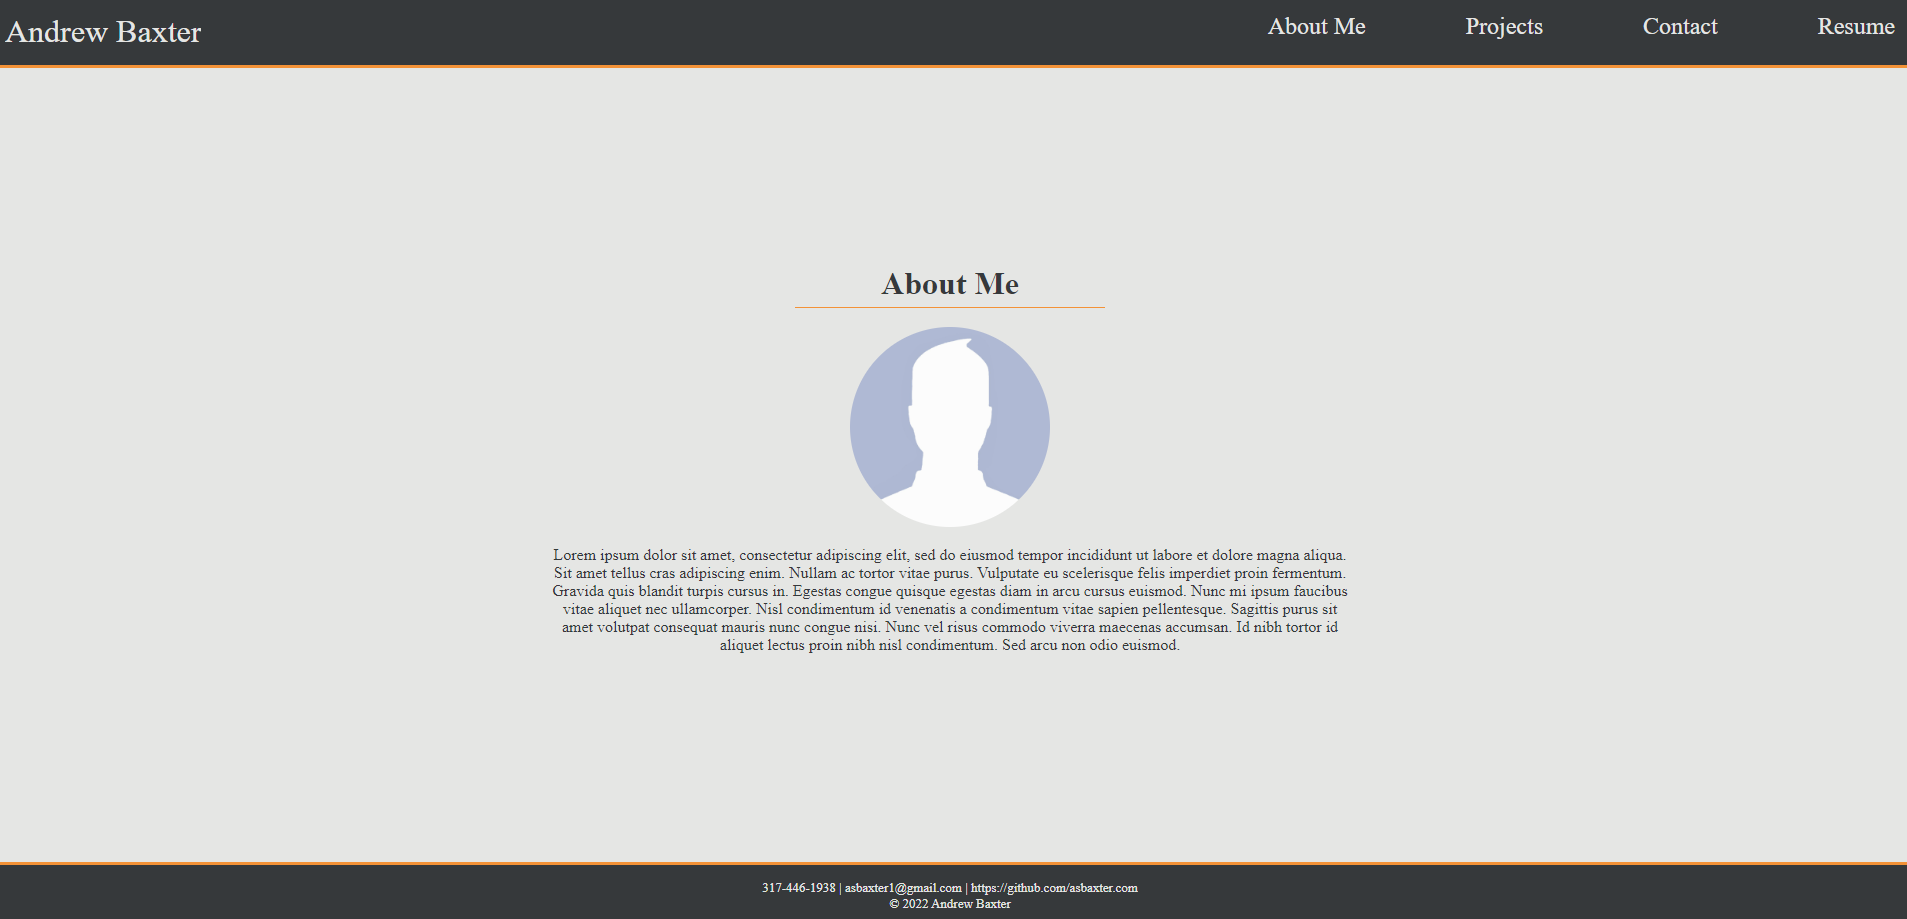 Andrew Baxter
About Me
Projects
Contact
Resume
About Me
Lorem ipsum dolor sit amet, consectetur adipiscing elit, sed do eiusmod tempor incididunt ut labore et dolore magna aliqua.
Sit amet tellus cras adipiscing enim. Nullam ac tortor vitae purus. Vulputate eu scelerisque felis imperdiet proin fermentum.
Gravida quis blandit turpis cursus in. Egestas congue quisque egestas diam in arcu cursus euismod. Nunc mi ipsum faucibus
vitae aliquet nec ullamcorper. Nisl condimentum id venenatis a condimentum vitae sapien pellentesque. Sagittis purus sit
amet volutpat consequat mauris nunc congue nisi. Nunc vel risus commodo viverra maecenas accumsan. Id nibh tortor id
aliquet lectus proin nibh nisl condimentum. Sed arcu non odio euismod.
317-446-1938 | asbaxter1@gmail.com | https://github.com/asbaxter.com
© 2022 Andrew Baxter